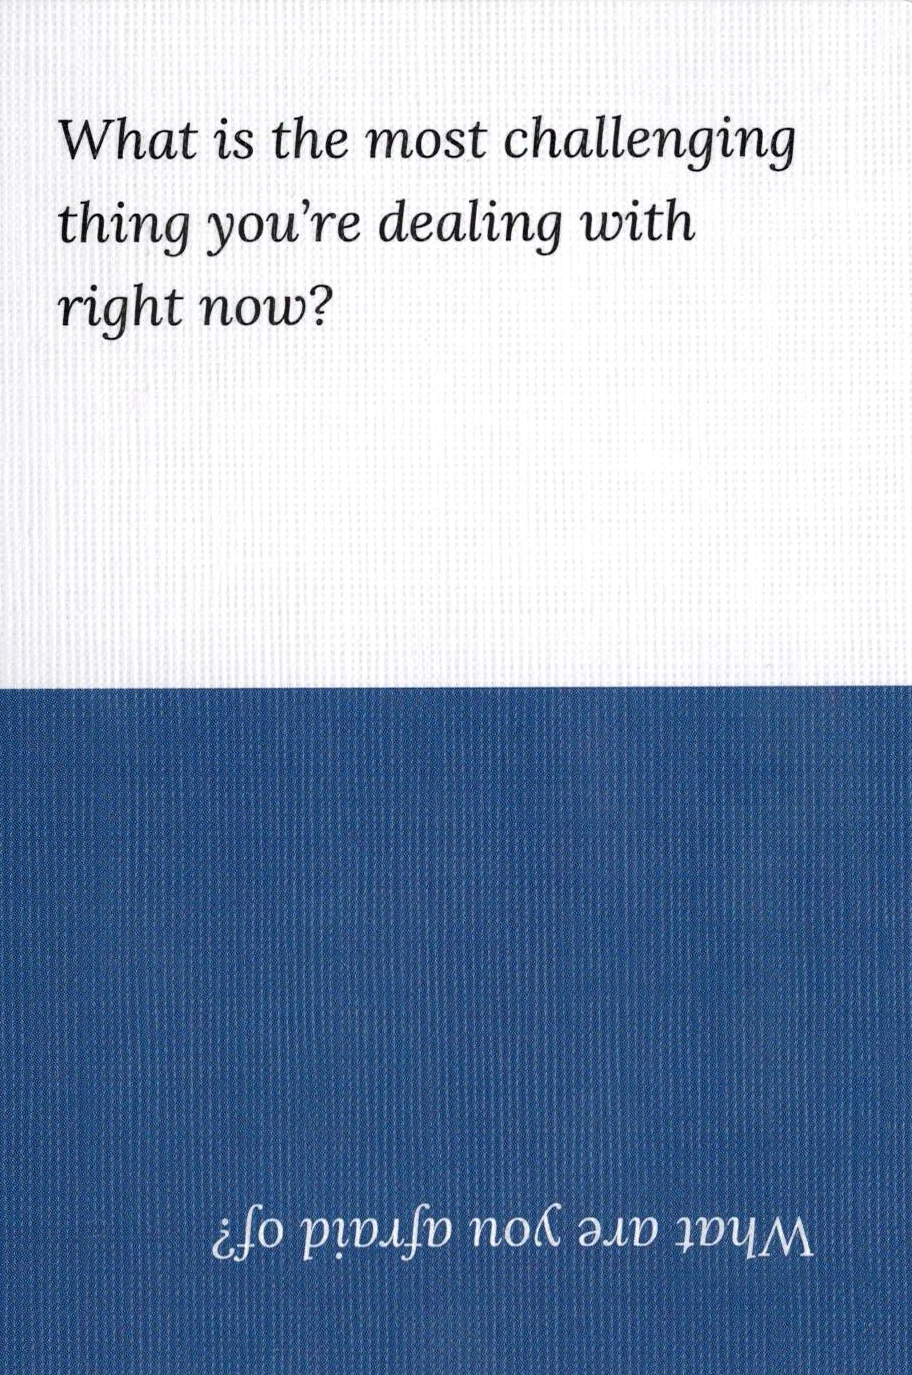 What is the most challenging
thing you're dealing with
right now?
What are you afraid of?